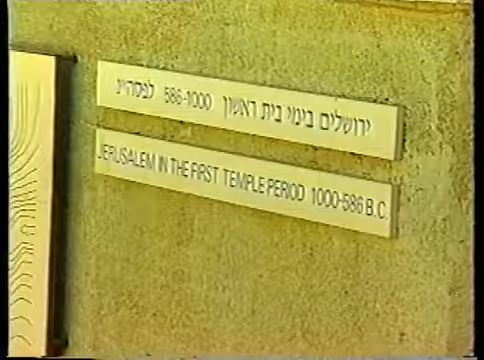 ירושלים בימי בית ראשון 586-1000 לפסה״נ
JERUSALEM IN THE FIRST TEMPLE PERIOD 1000-586 B.C.